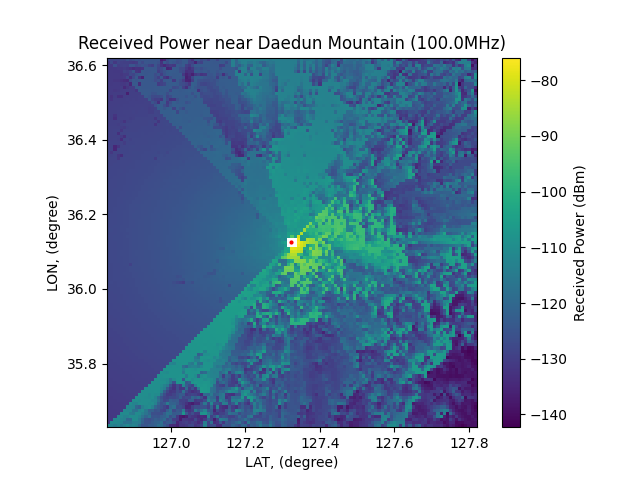 Received Power near Daedun Mountain (100.0MHz)
36.6
36.4
36.2
36.0
35.8
LON, (degree)
127.0 127.2 127.4 127.6 127.8
LAT, (degree)
−80
−90
−100
−110
−120
−130
−140
Received Power (dBm)